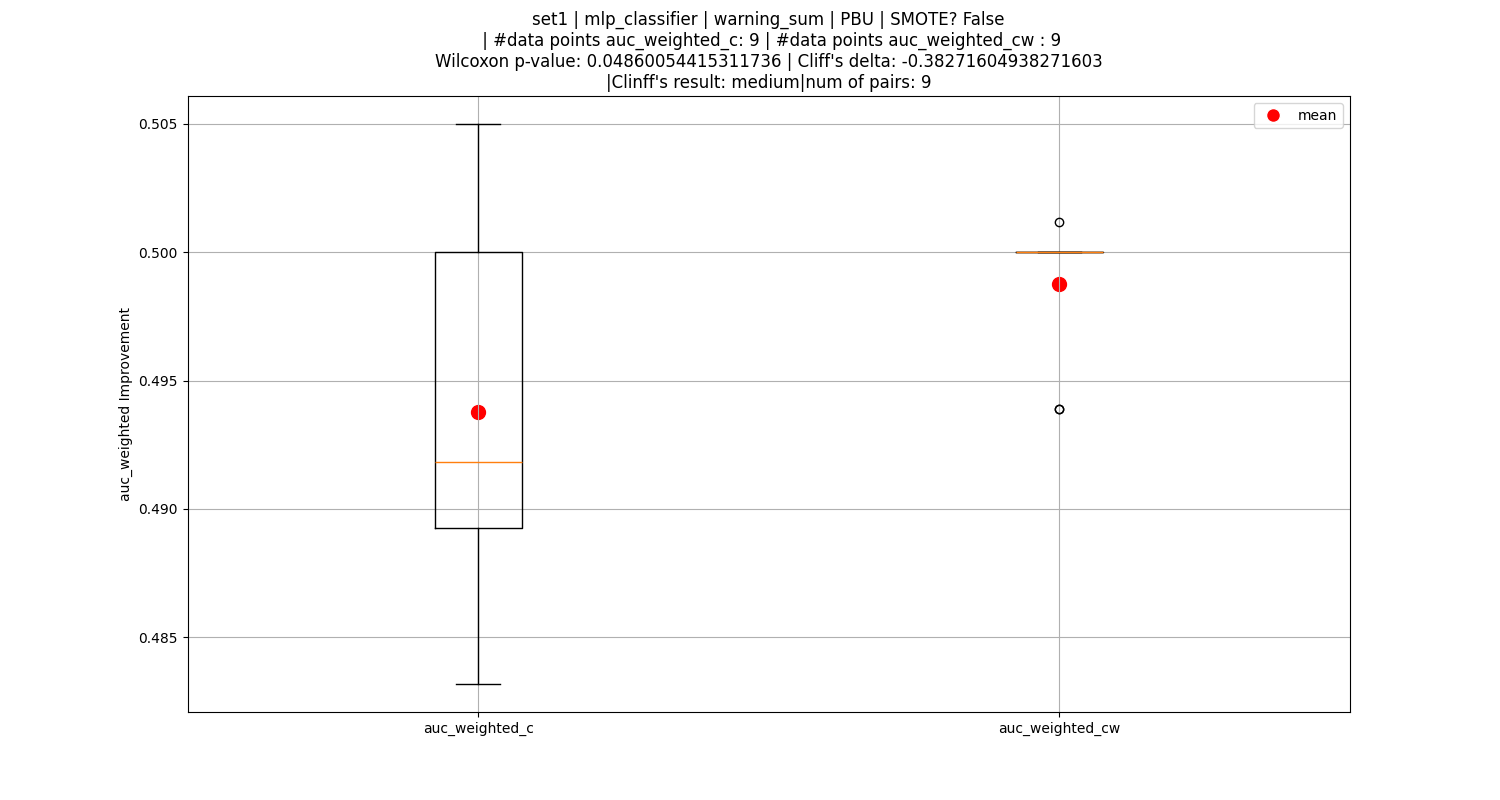 set1 | mlp_classifier | warning_sum | PBU | SMOTE? False
| #data points auc_weighted_c: 9 | #data points auc_weighted_cw : 9
Wilcoxon p-value: 0.04860054415311736 | Cliff's delta: -0.38271604938271603
|Clinff's result: medium|num of pairs: 9
mean
0.505
0.500
0.495
0.490
0.485
auc_weighted Improvement
auc_weighted_c
auc_weighted_cw